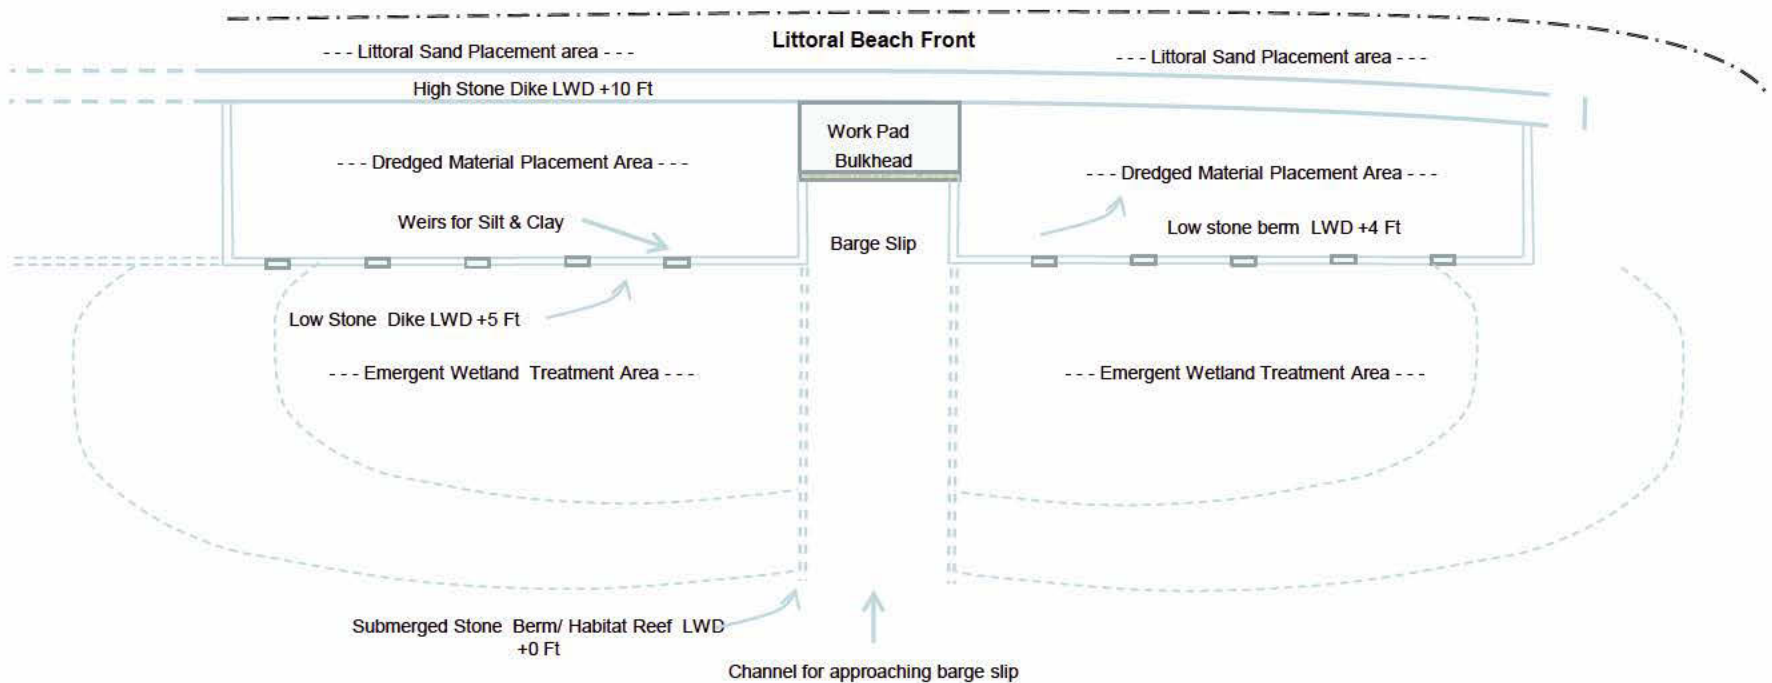 Littoral Beach Front
- - - Littoral Sand Placement area - - -
- - - Littoral Sand Placement area - - -
High Stone Dike LWD +10 Ft
Work Pad
Bulkhead
- - - Dredged Material Placement Area - - -
- - - Dredged Material Placement Area - - -
Weirs for Silt & Clay
Low stone berm LWD +4 Ft
Barge Slip
Low Stone Dike LWD +5 Ft
- - - Emergent Wetland Treatment Area - - -
- - - Emergent Wetland Treatment Area - - -
Submerged Stone Berm/ Habitat Reef LWD
+0 Ft
Channel for approaching barge slip